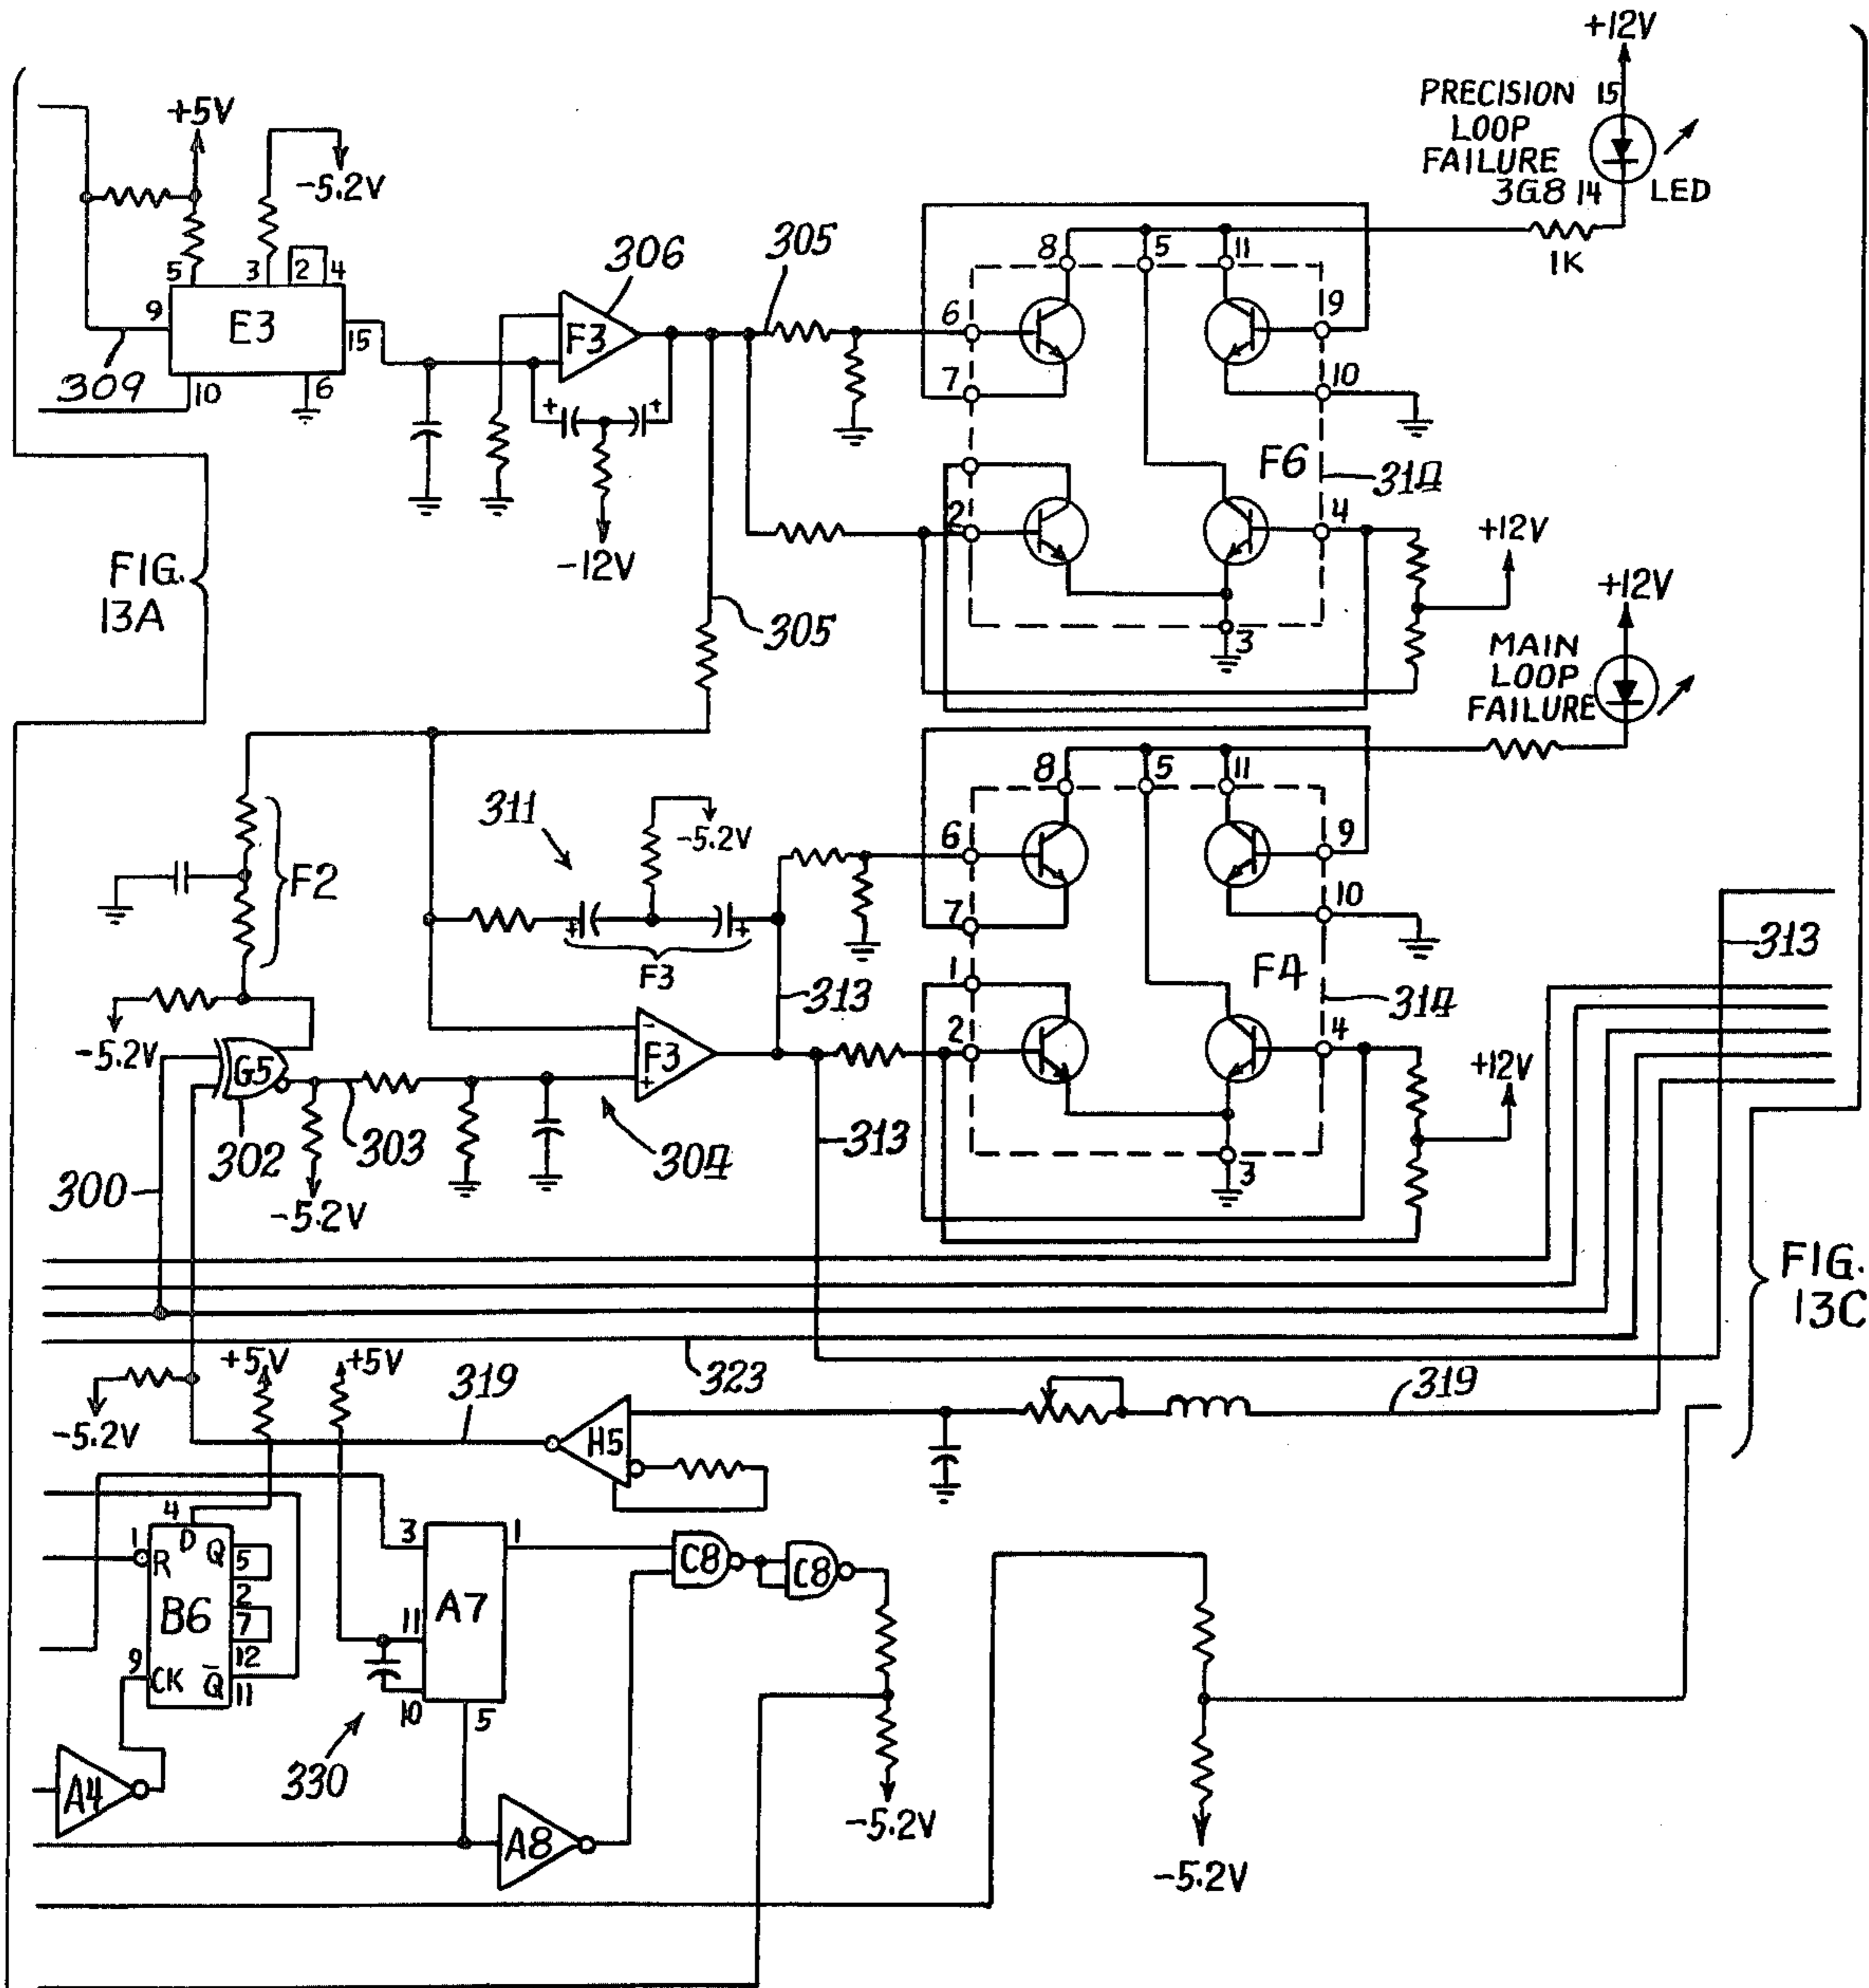 +12V
PRECISION 15
LOOP
FAILURE
3G8 14 LED
1K
+5V
-5.2V
5 3 2 4
9 E3 15
309 10 6
306
F3
305
-12V
8 5 11
6 9
7 10
F6
314
2 4
+12V
3
305
FIG.
13A
+12V
MAIN
LOOP
FAILURE
311
-5.2V
F2
F3
313
8 5 11
6 9
7 10
1 F4
314
2 4
+12V
3
313
-5.2V
G5
302
303
304
-
F3
+
313
300
-5.2V
FIG.
13C
323
+5V +5V
-5.2V
319
H5
319
4
1 D Q 5
R 2
B6 7
9 12
CK Q̅ 11
3 1
A7
11
10 5
C8 C8
330
A4
A8
-5.2V
-5.2V